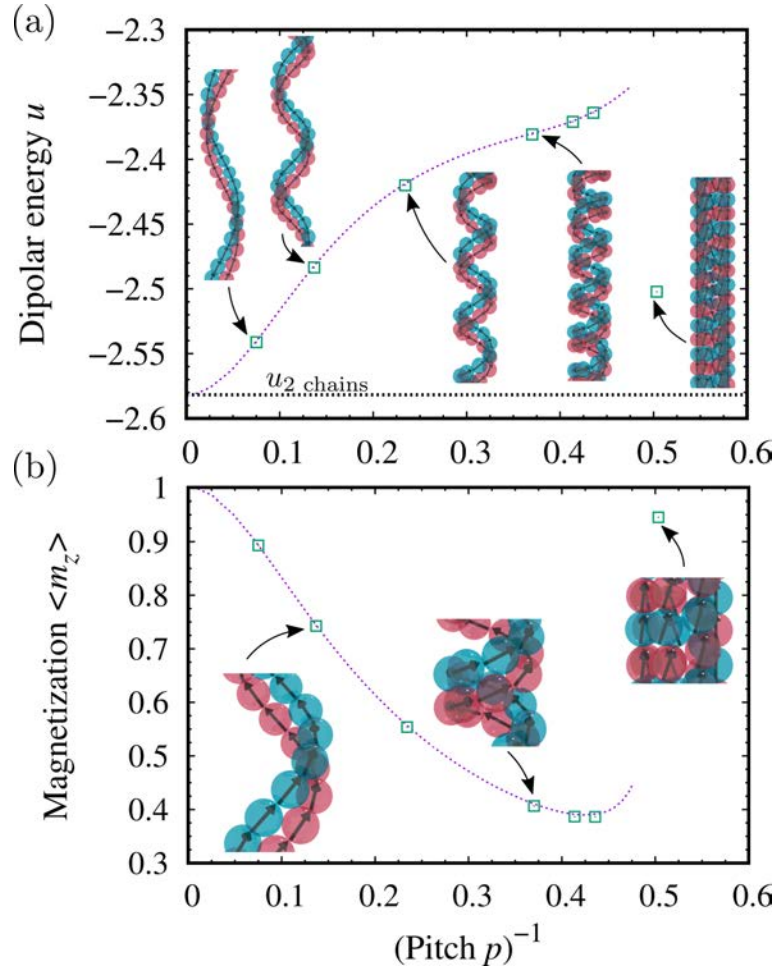 (a)
−2.3
−2.35
−2.4
−2.45
−2.5
−2.55
−2.6
Dipolar energy u
u2 chains
0 0.1 0.2 0.3 0.4 0.5 0.6
(b)
1
0.9
0.8
0.7
0.6
0.5
0.4
0.3
Magnetization <mz>
0 0.1 0.2 0.3 0.4 0.5 0.6
(Pitch p)−1